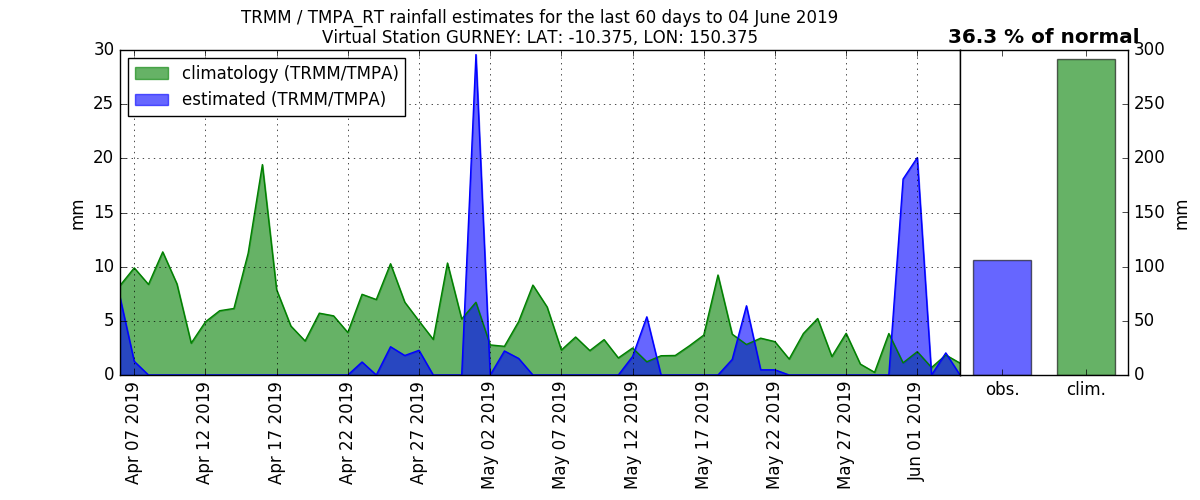 TRMM / TMPA_RT rainfall estimates for the last 60 days to 04 June 2019
Virtual Station GURNEY: LAT: -10.375, LON: 150.375
36.3 % of normal
climatology (TRMM/TMPA)
estimated (TRMM/TMPA)
30
25
20
15
10
5
0
mm
300
250
200
150
100
50
0
mm
obs.
clim.
Apr 07 2019
Apr 12 2019
Apr 17 2019
Apr 22 2019
Apr 27 2019
May 02 2019
May 07 2019
May 12 2019
May 17 2019
May 22 2019
May 27 2019
Jun 01 2019